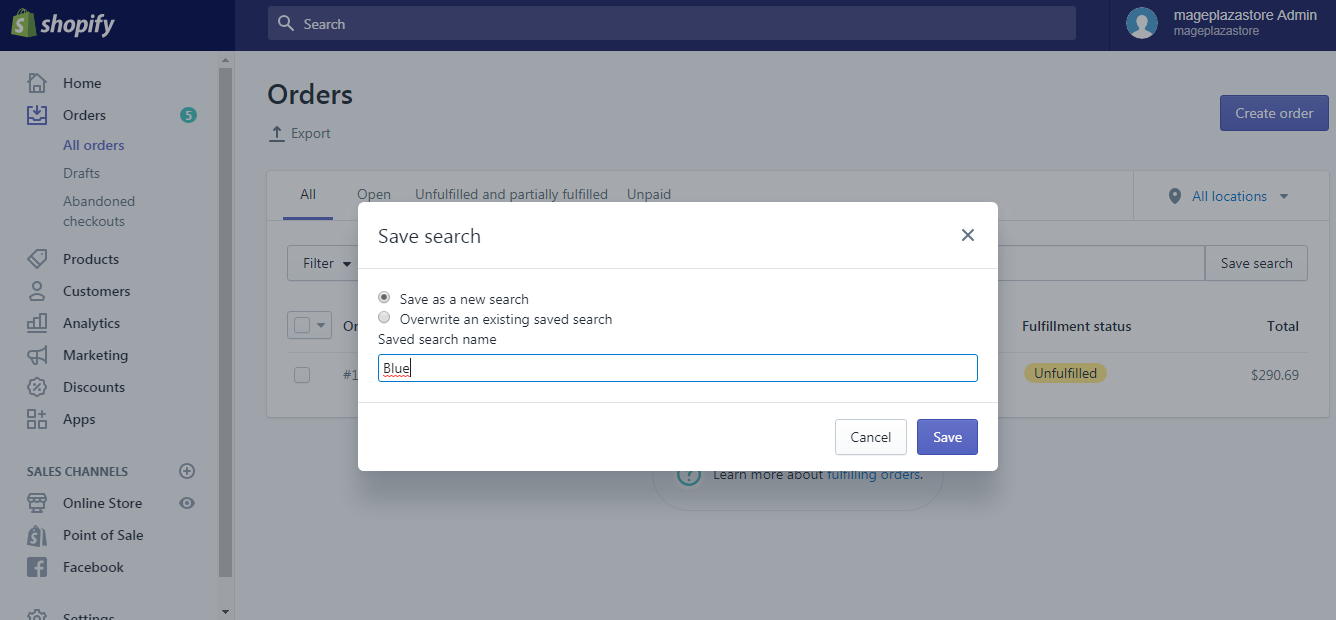 shopify
Search
mageplazastore Admin
mageplazastore
Home
Orders 5
All orders
Drafts
Abandoned
checkouts
Products
Customers
Analytics
Marketing
Discounts
Apps
SALES CHANNELS
Online Store
Point of Sale
Facebook
Settings
Orders
Export
Create order
All Open Unfulfilled and partially fulfilled Unpaid
All locations
Filter
Save search
Fulfillment status Total
#1
Unfulfilled $290.69
Save search
Save as a new search
Overwrite an existing saved search
Saved search name
Blue
Cancel Save
Learn more about fulfilling orders.